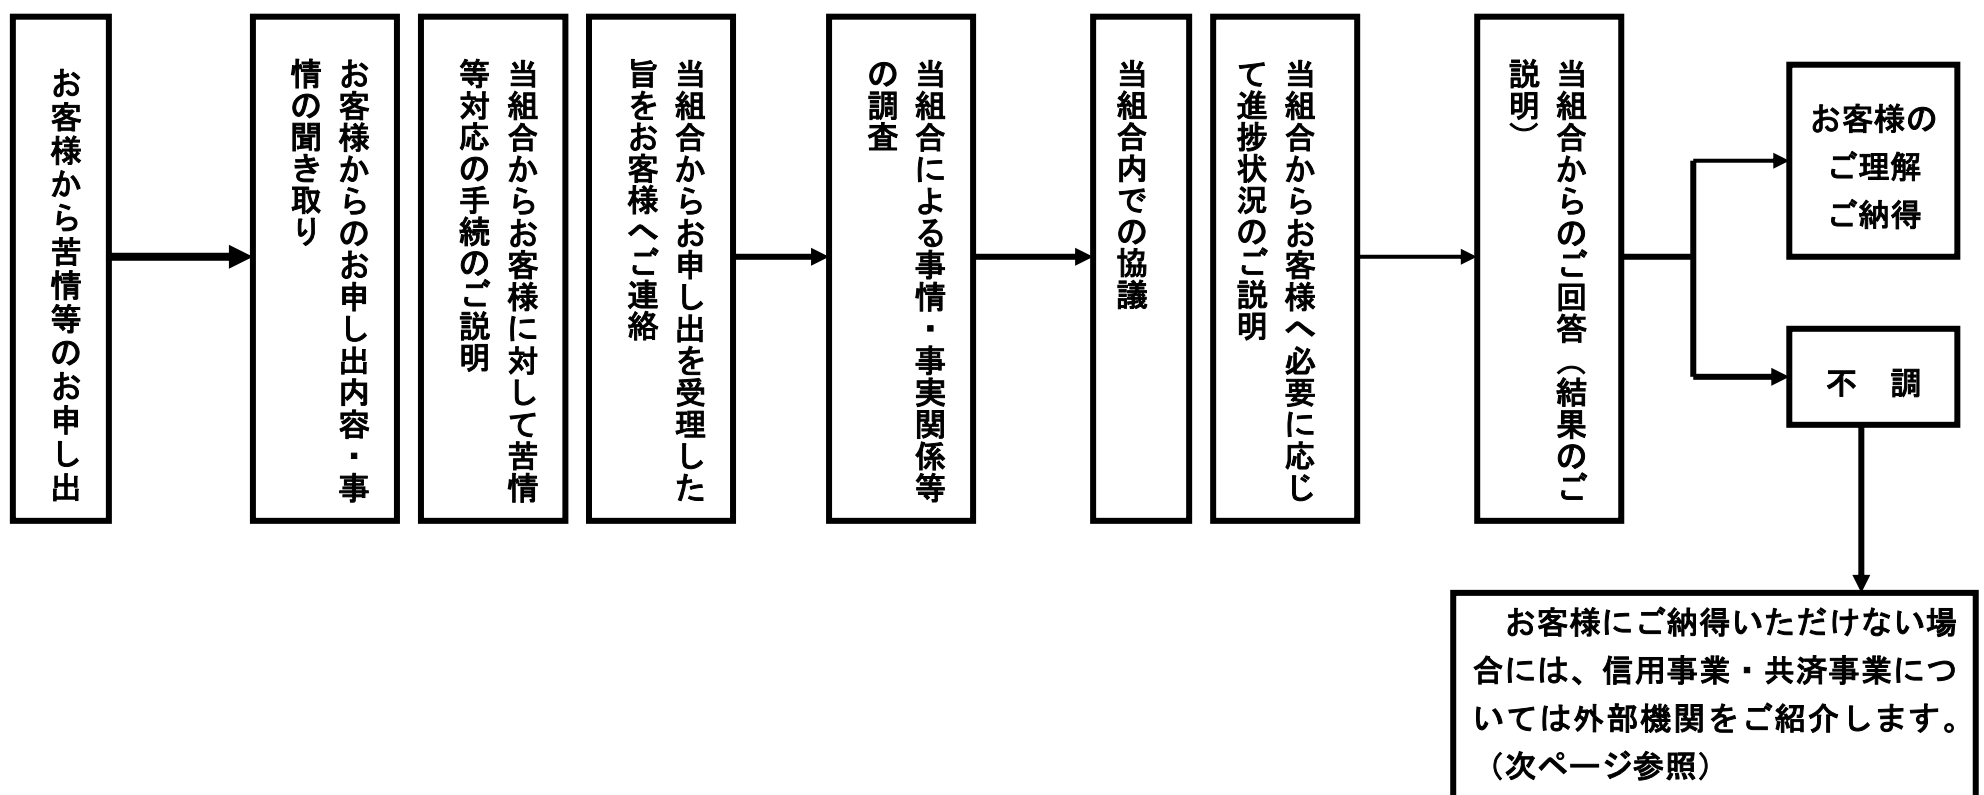 お客様から苦情等のお申し出
お客様からのお申し出内容・事
情の聞き取り
当組合からお客様に対して苦情
等対応の手続のご説明
当組合からお申し出を受理した
旨をお客様へご連絡
当組合による事情・事実関係等
の調査
当組合内での協議
当組合からお客様へ必要に応じ
て進捗状況のご説明
当組合からのご回答（結果のご
説明）
お客様の
ご理解
ご納得
不　調
お客様にご納得いただけない場
合には、信用事業・共済事業につ
いては外部機関をご紹介します。
（次ページ参照）